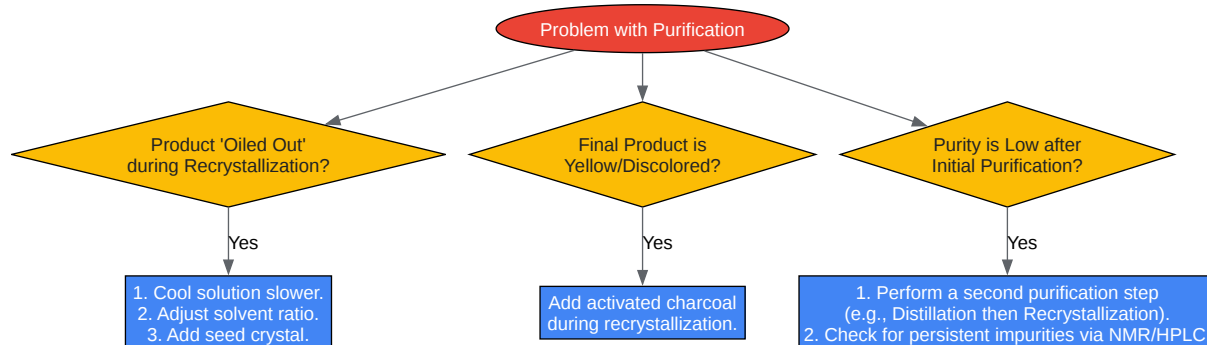 Problem with Purification
Product 'Oiled Out'
during Recrystallization?
Final Product is
Yellow/Discolored?
Purity is Low after
Initial Purification?
Yes
Yes
Yes
1. Cool solution slower.
2. Adjust solvent ratio.
3. Add seed crystal.
Add activated charcoal
during recrystallization.
1. Perform a second purification step
(e.g., Distillation then Recrystallization).
2. Check for persistent impurities via NMR/HPLC